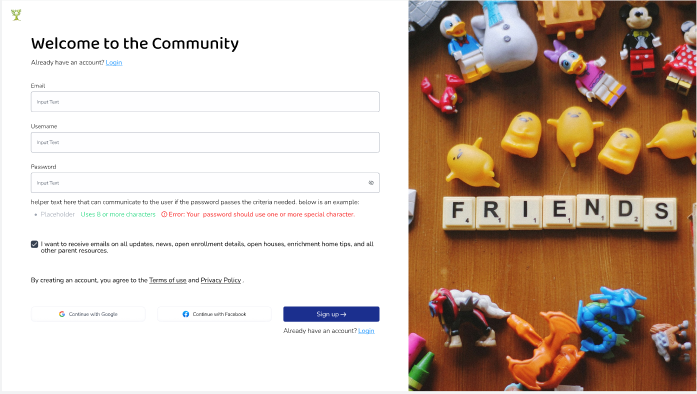 Welcome to the Community
Already have an account? Login
Email
Input Text
Username
Input Text
Password
Input Text
helper text here that can communicate to the user if the password passes the criteria needed. below is an example:
Placeholder Uses 8 or more characters Error: Your password should use one or more special character.
I want to receive emails on all updates, news, open enrollment details, open houses, enrichment home tips, and all
other parent resources.
By creating an account, you agree to the Terms of use and Privacy Policy .
Continue with Google Continue with Facebook Sign up →
Already have an account? Login
FRIENDS